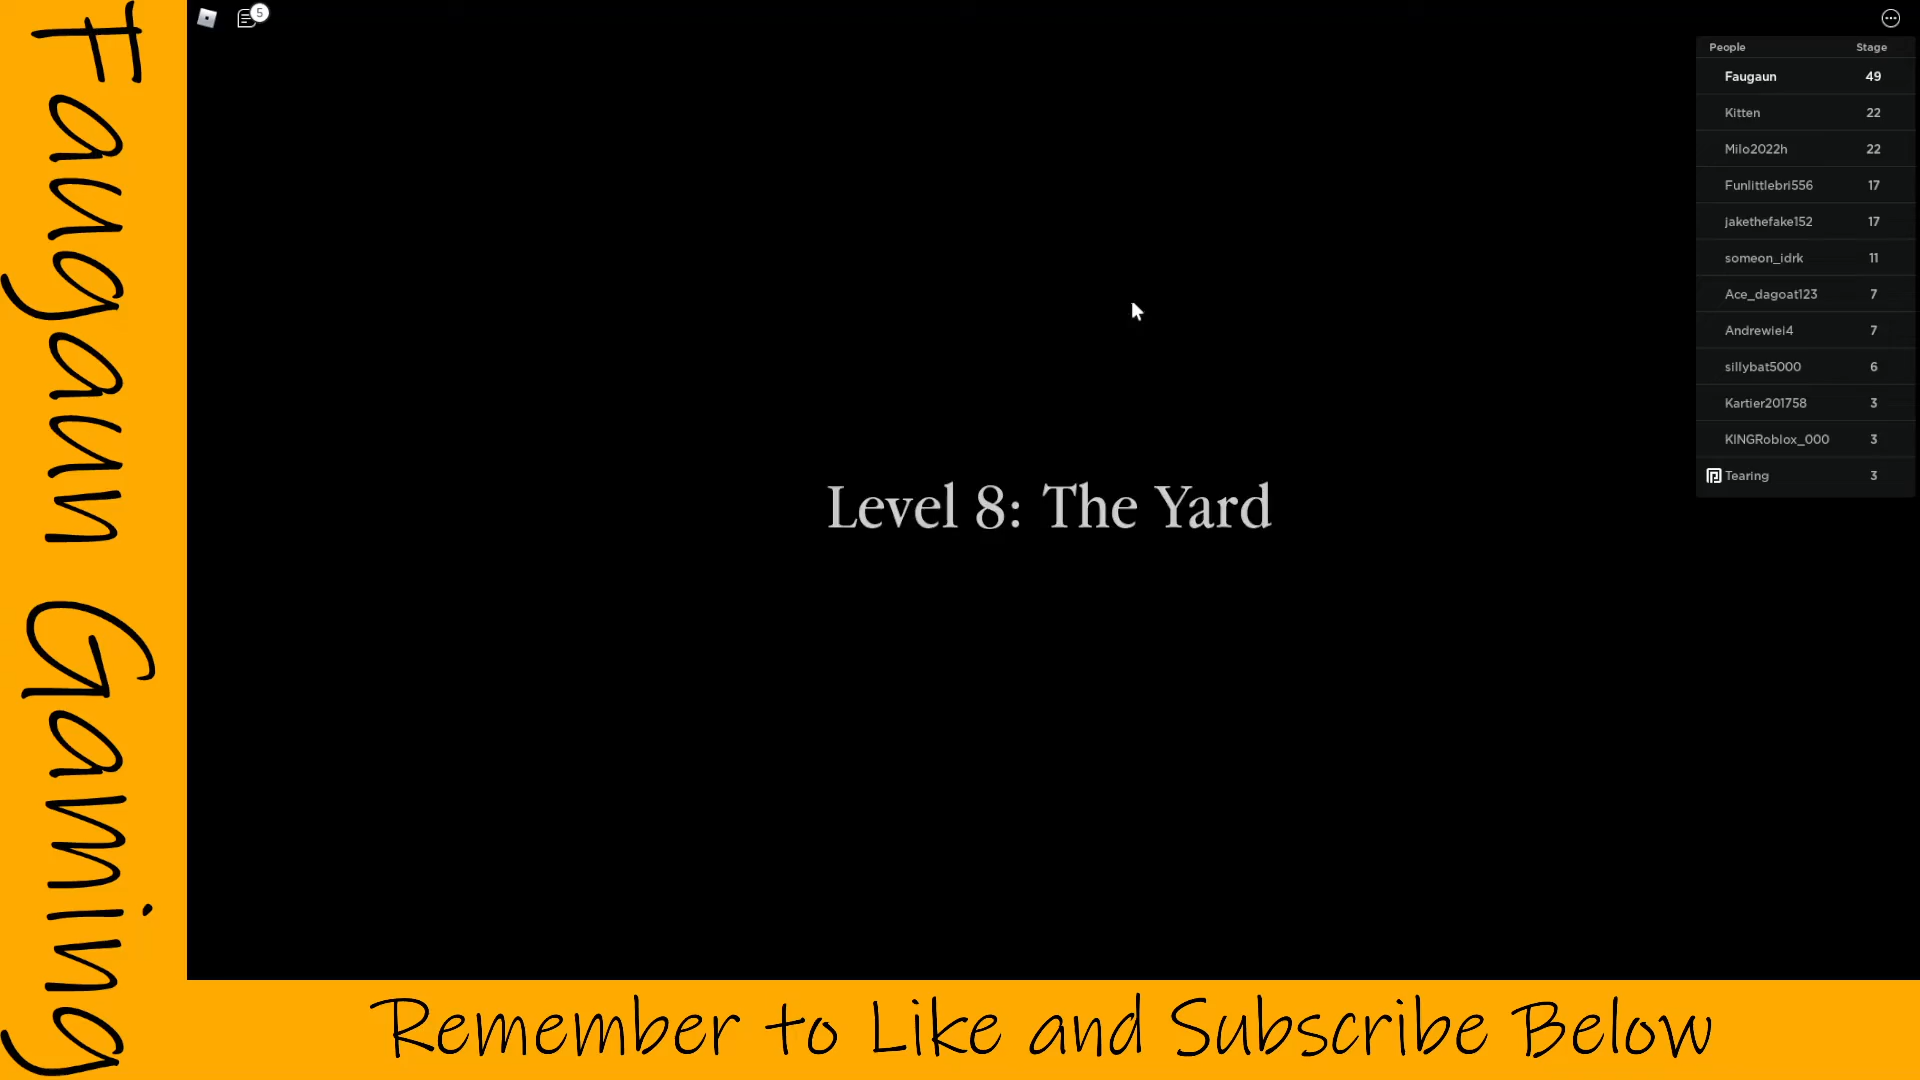 Faugaun Gaming
5
People Stage
Faugaun 49
Kitten 22
Milo2022h 22
Funlittlebri556 17
jakethefake152 17
someon_idrk 11
Ace_dagoat123 7
Andrewiei4 7
sillybat5000 6
Kartier201758 3
KINGRoblox_000 3
Tearing 3
Level 8: The Yard
Remember to Like and Subscribe Below